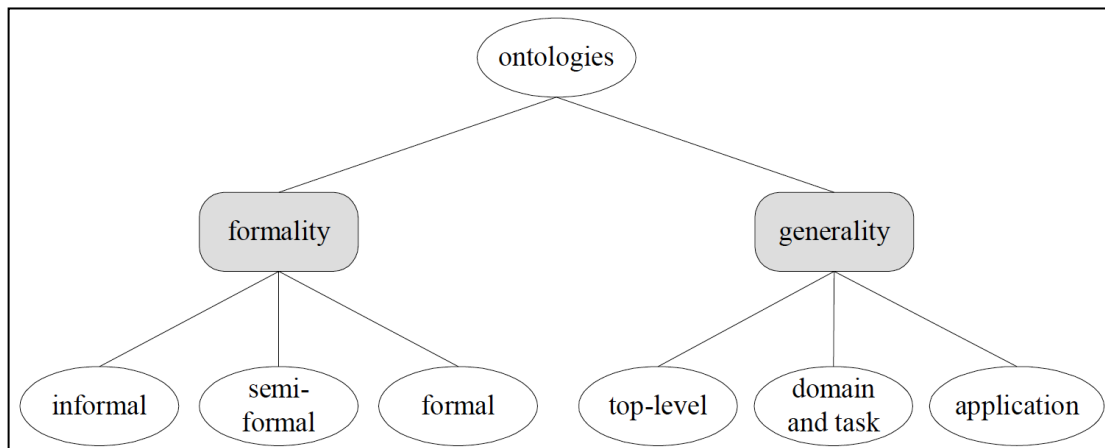 ontologies
formality
generality
informal
semi-
formal
formal
top-level
domain
and task
application